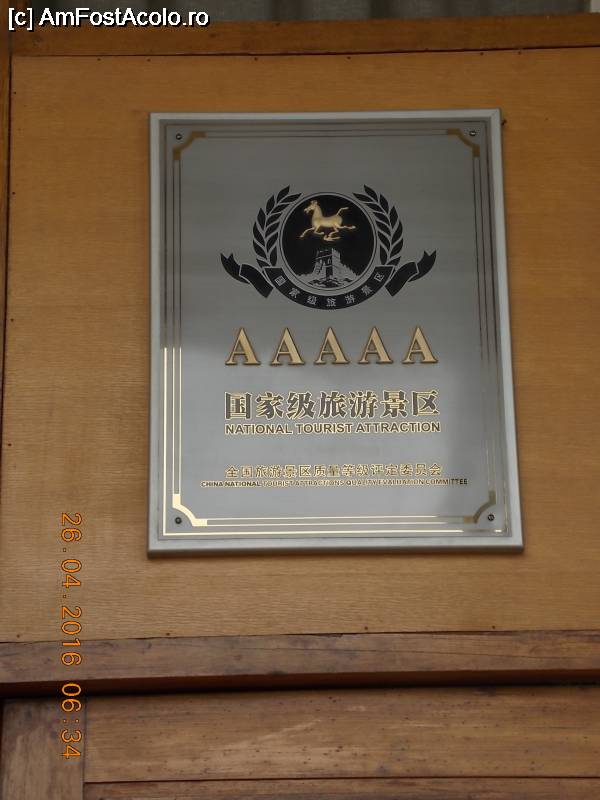 [c] AmFostAcolo.ro
国家级旅游景区
AAAAA
国家级旅游景区
NATIONAL TOURIST ATTRACTION
全国旅游景区质量等级评定委员会
CHINA NATIONAL TOURIST ATTRACTIONS QUALITY EVALUATION COMMITTEE
26.04.2016 06:34